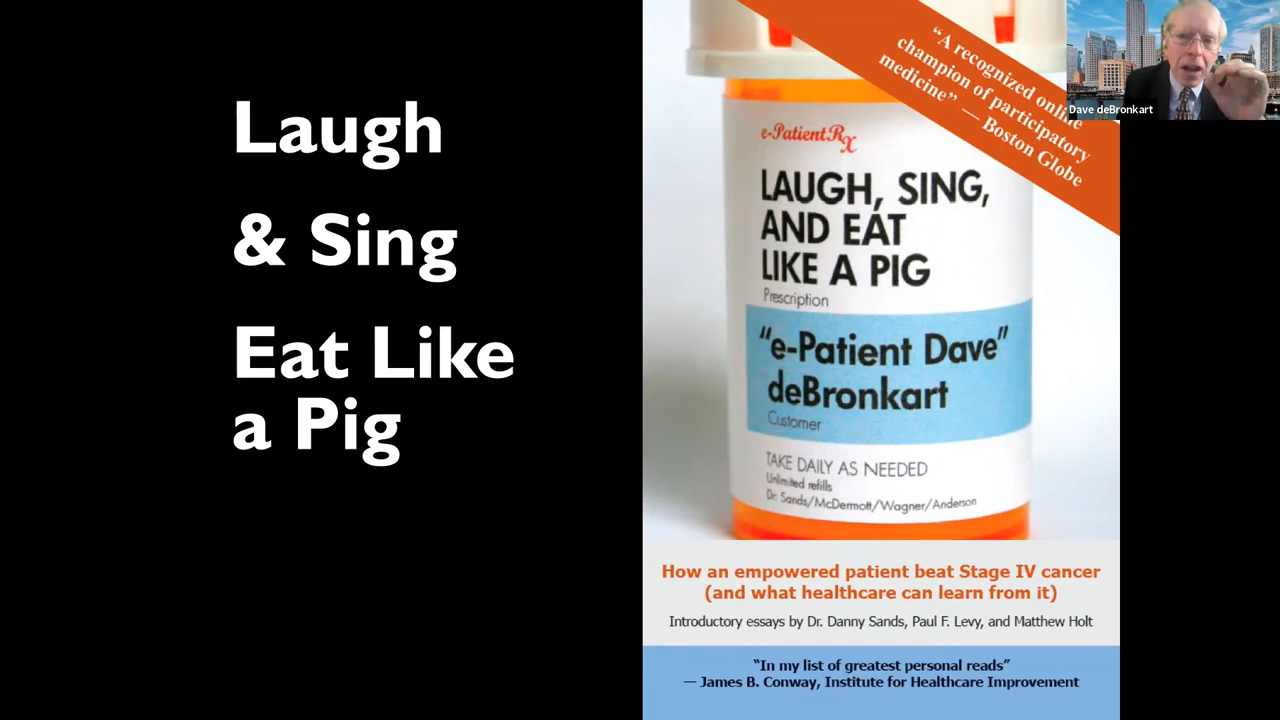 Laugh
& Sing
Eat Like
a Pig
"A recognized online
champion of participatory
medicine" — Boston Globe
Dave deBronkart
e-PatientRx
LAUGH, SING,
AND EAT
LIKE A PIG
Prescription
"e-Patient Dave"
deBronkart
Customer
TAKE DAILY AS NEEDED
Unlimited refills
Dr. Sands/McDermott/Wagner/Anderson
How an empowered patient beat Stage IV cancer
(and what healthcare can learn from it)
Introductory essays by Dr. Danny Sands, Paul F. Levy, and Matthew Holt
"In my list of greatest personal reads"
— James B. Conway, Institute for Healthcare Improvement